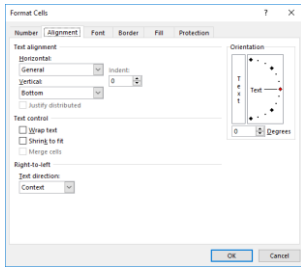 Format Cells ? X
Number Alignment Font Border Fill Protection
Text alignment
Horizontal:
General
Indent:
Vertical:
0
Bottom
Justify distributed
Text control
Wrap text
Shrink to fit
Merge cells
Right-to-left
Text direction:
Context
Orientation
Text
Text
0 Degrees
OK Cancel